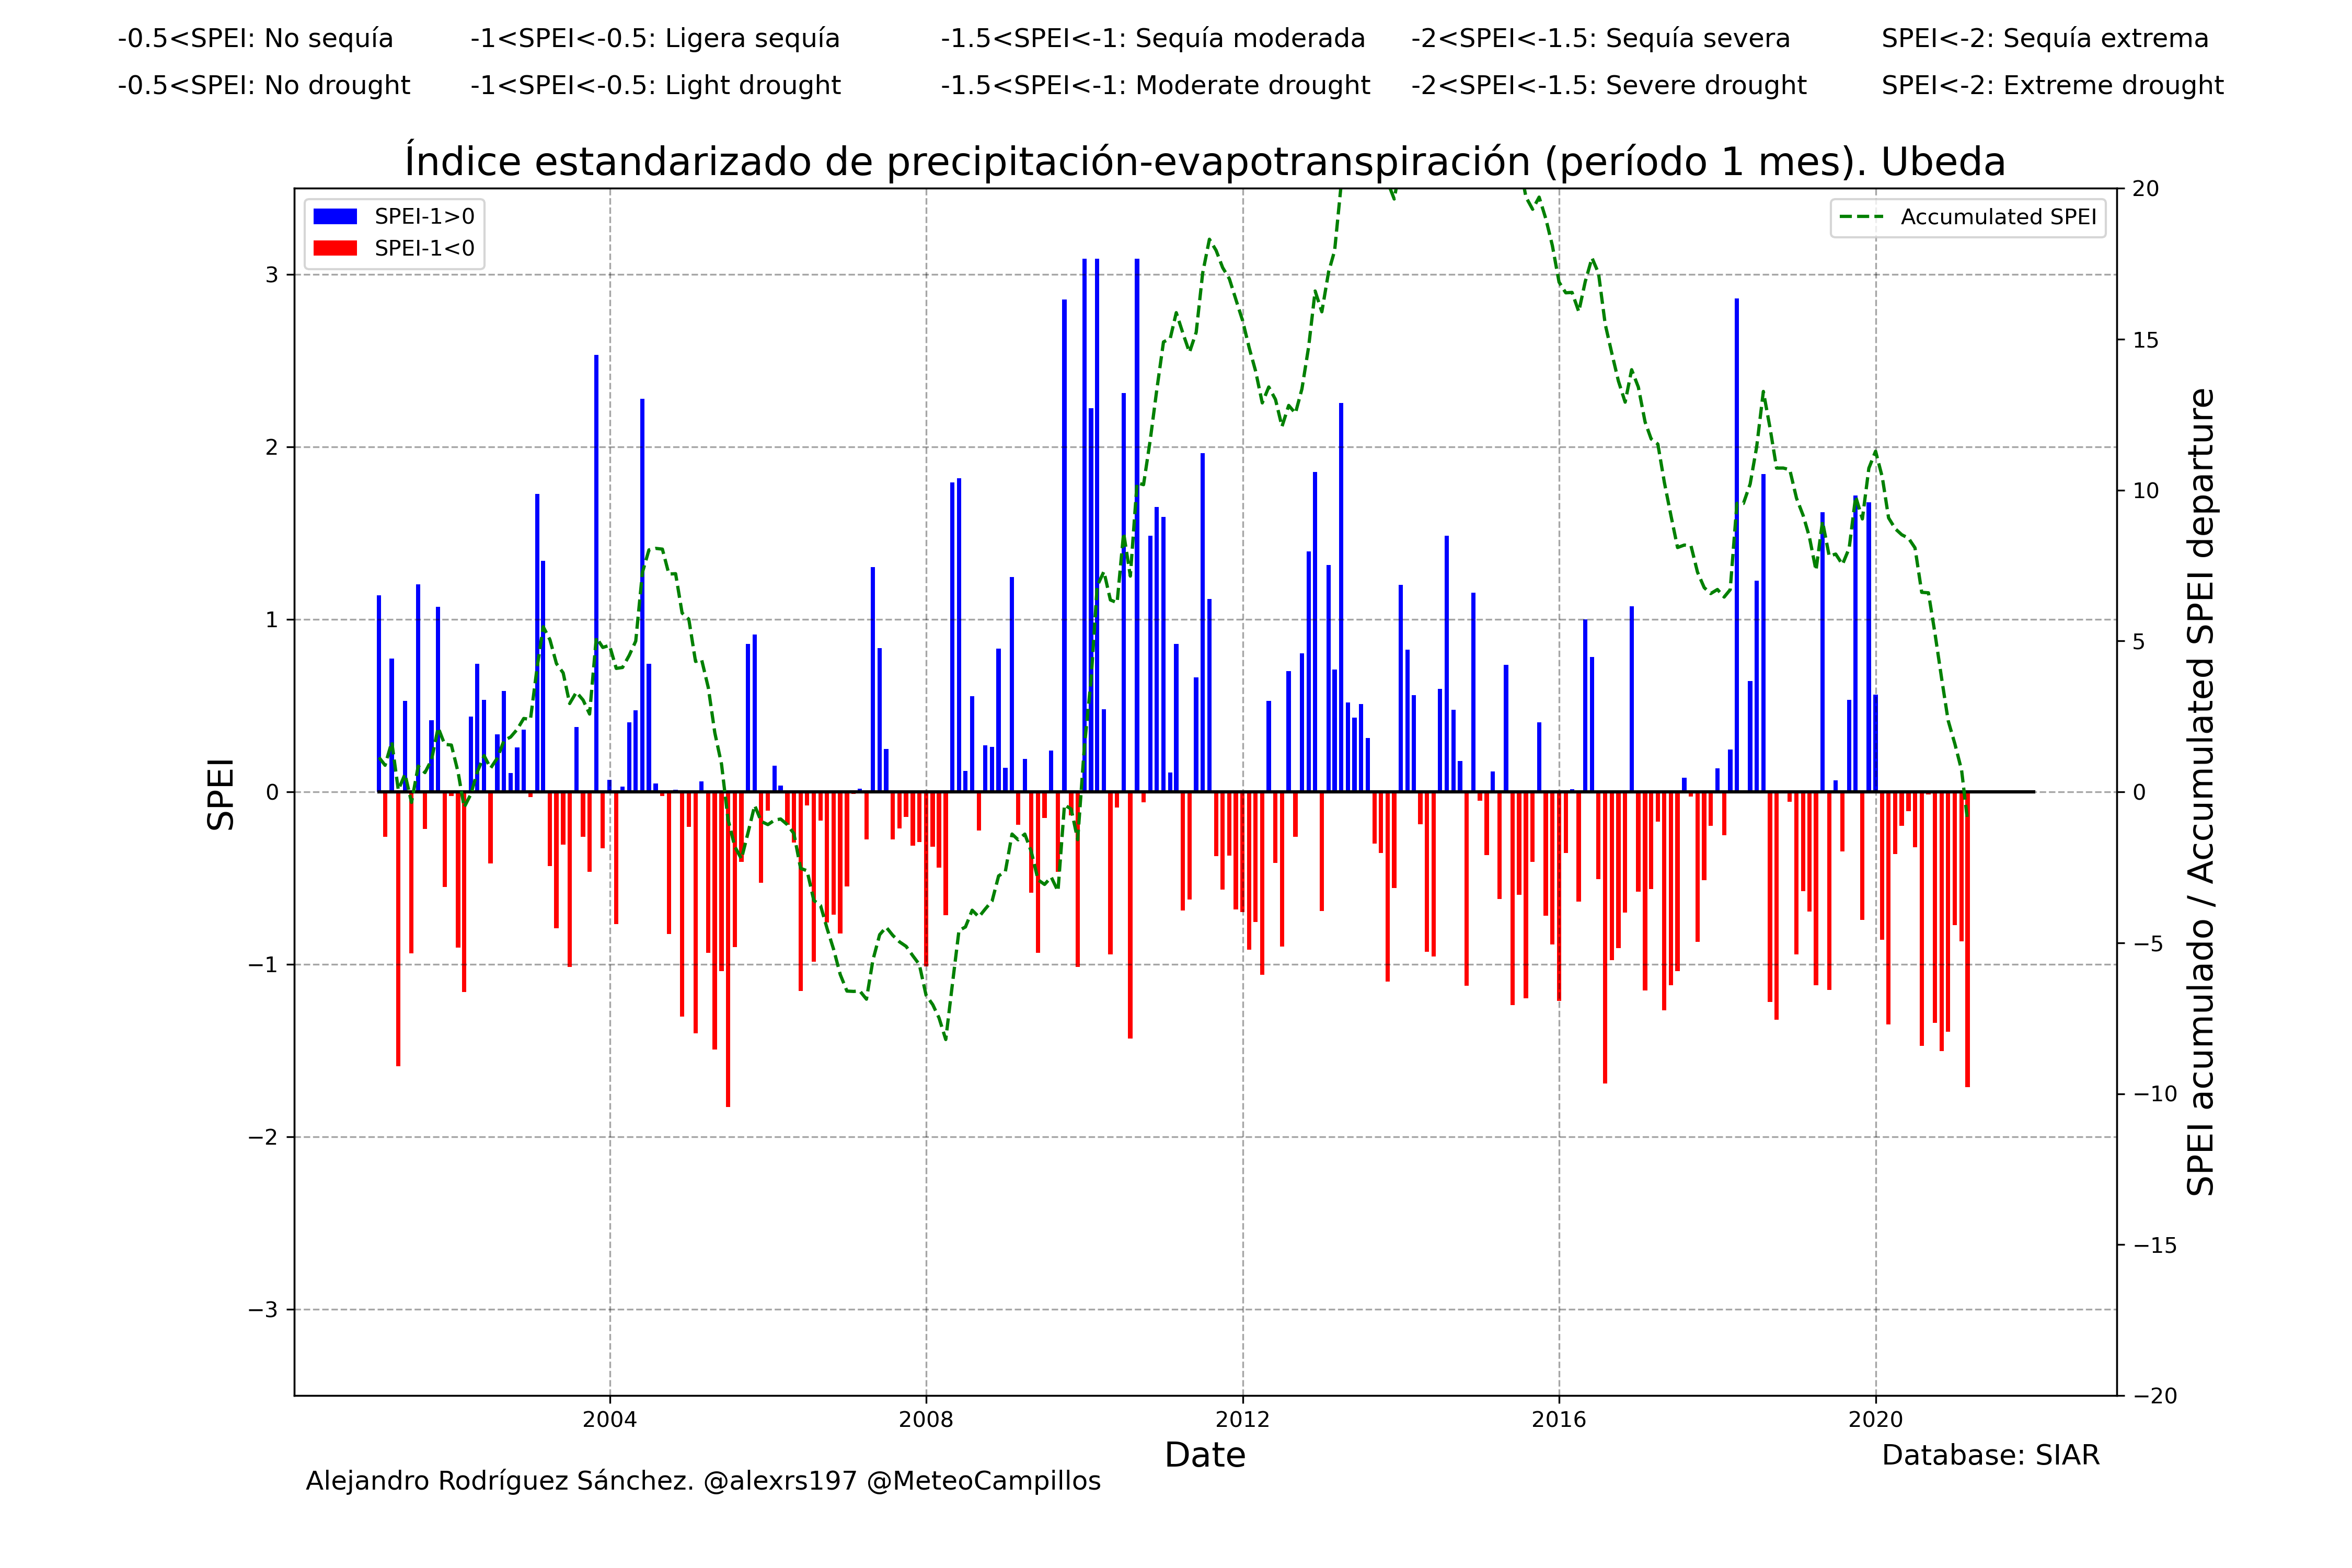 -0.5<SPEI: No sequía -1<SPEI<-0.5: Ligera sequía -1.5<SPEI<-1: Sequía moderada -2<SPEI<-1.5: Sequía severa SPEI<-2: Sequía extrema
-0.5<SPEI: No drought -1<SPEI<-0.5: Light drought -1.5<SPEI<-1: Moderate drought -2<SPEI<-1.5: Severe drought SPEI<-2: Extreme drought
Índice estandarizado de precipitación-evapotranspiración (período 1 mes). Ubeda
SPEI-1>0
SPEI-1<0
Accumulated SPEI
SPEI
3
2
1
0
−1
−2
−3
20
15
10
5
0
−5
−10
−15
−20
SPEI acumulado / Accumulated SPEI departure
2004 2008 2012 2016 2020
Date
Database: SIAR
Alejandro Rodríguez Sánchez. @alexrs197 @MeteoCampillos